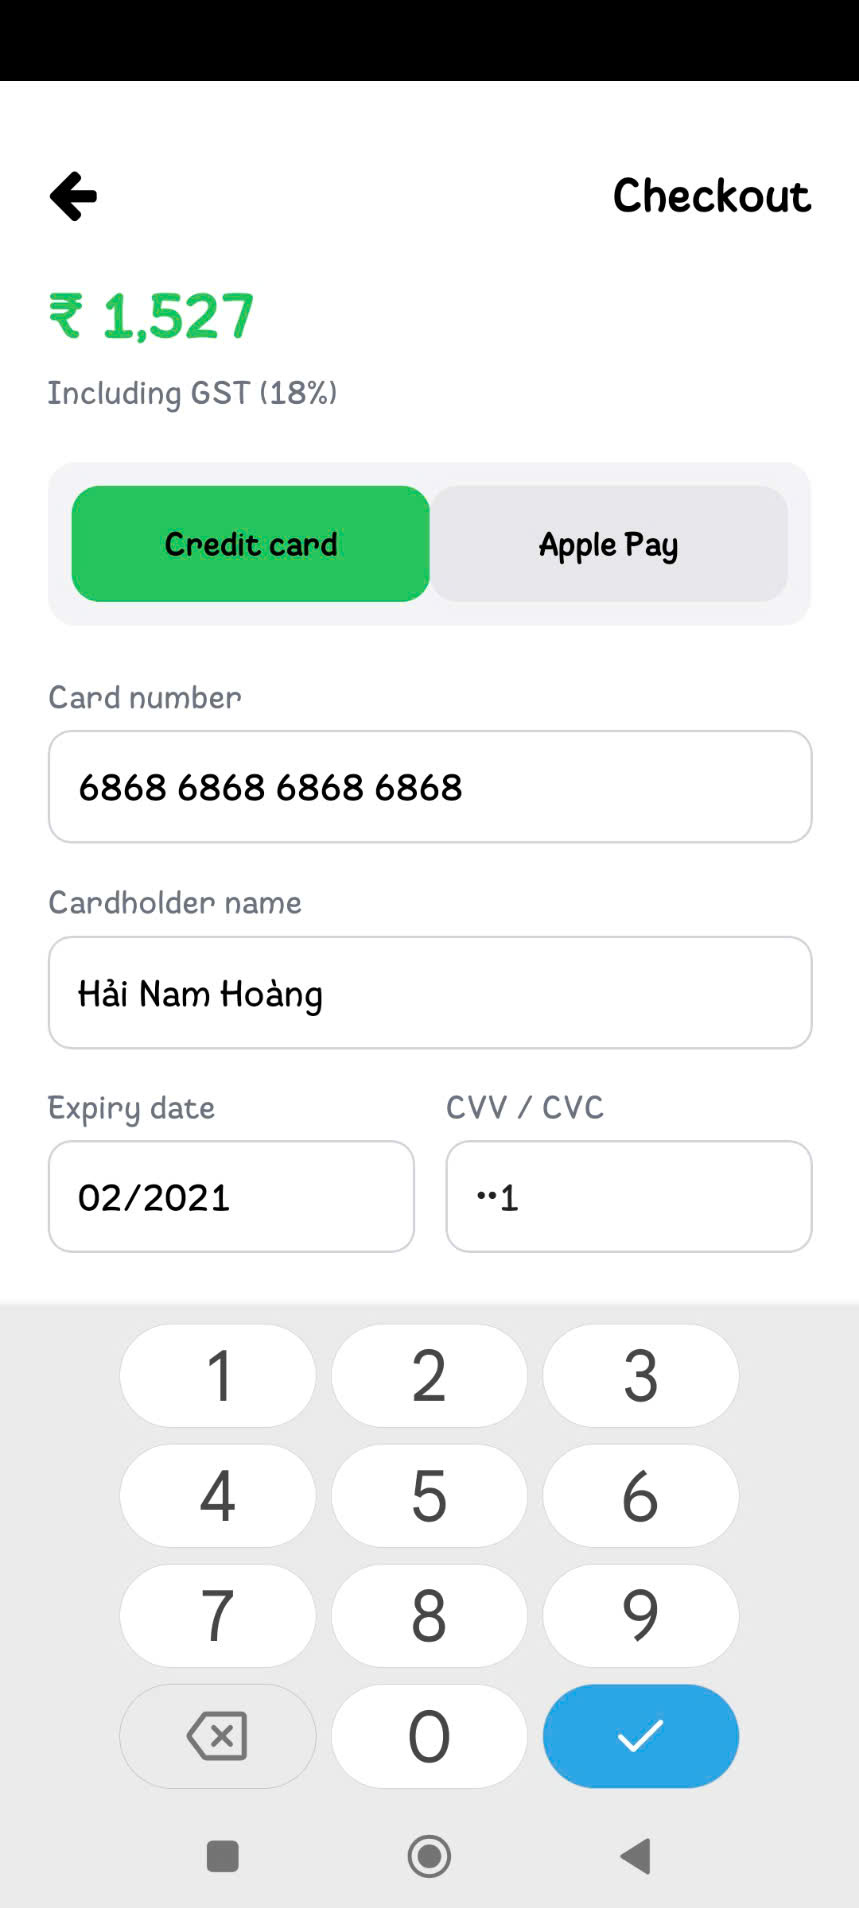 Checkout
₹ 1,527
Including GST (18%)
Credit card Apple Pay
Card number
6868 6868 6868 6868
Cardholder name
Hải Nam Hoàng
Expiry date CVV / CVC
02/2021 ••1
1 2 3
4 5 6
7 8 9
0